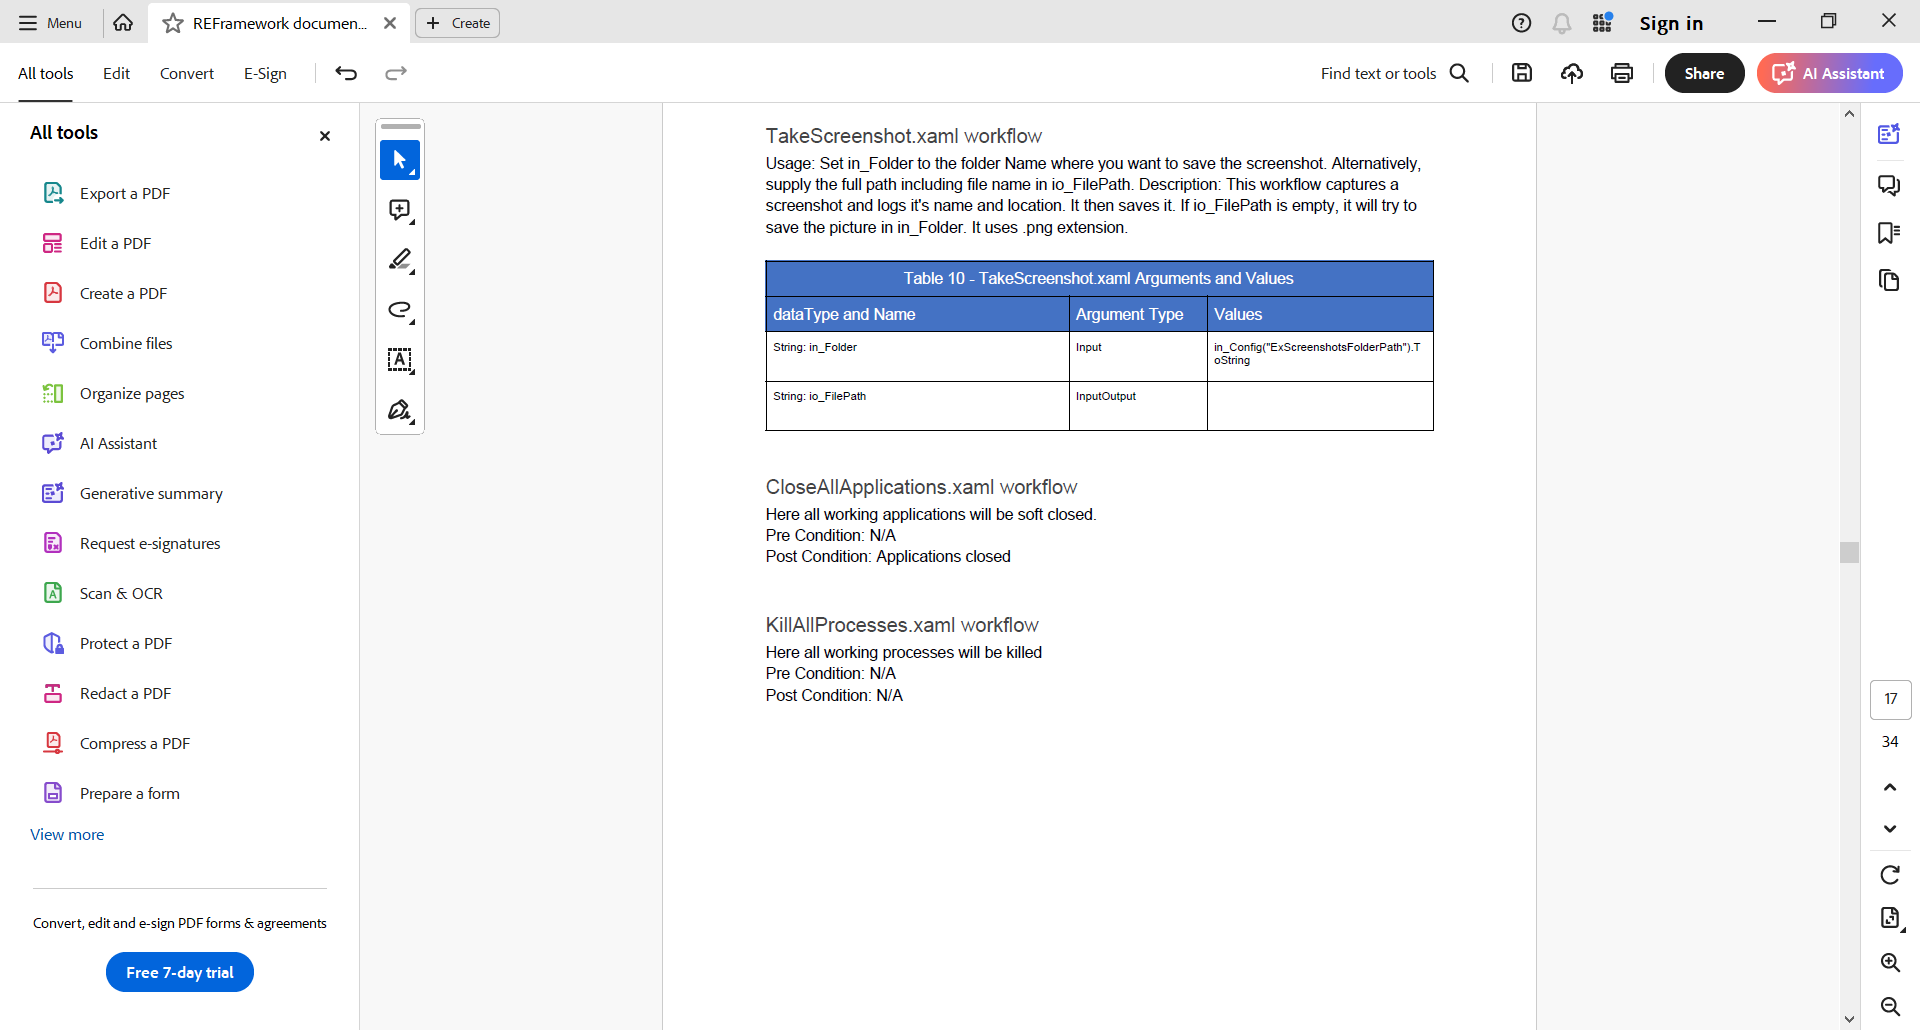 Menu
REFramework documen...
Create
Sign in
All tools
Edit
Convert
E-Sign
Find text or tools
Share
AI Assistant
All tools
Export a PDF
Edit a PDF
Create a PDF
Combine files
Organize pages
AI Assistant
Generative summary
Request e-signatures
Scan & OCR
Protect a PDF
Redact a PDF
Compress a PDF
Prepare a form
View more
Convert, edit and e-sign PDF forms & agreements
Free 7-day trial
TakeScreenshot.xaml workflow
Usage: Set in_Folder to the folder Name where you want to save the screenshot. Alternatively,
supply the full path including file name in io_FilePath. Description: This workflow captures a
screenshot and logs it's name and location. It then saves it. If io_FilePath is empty, it will try to
save the picture in in_Folder. It uses .png extension.
Table 10 - TakeScreenshot.xaml Arguments and Values
dataType and Name Argument Type Values
String: in_Folder Input in_Config("ExScreenshotsFolderPath").T
oString
String: io_FilePath InputOutput
CloseAllApplications.xaml workflow
Here all working applications will be soft closed.
Pre Condition: N/A
Post Condition: Applications closed
KillAllProcesses.xaml workflow
Here all working processes will be killed
Pre Condition: N/A
Post Condition: N/A
17
34